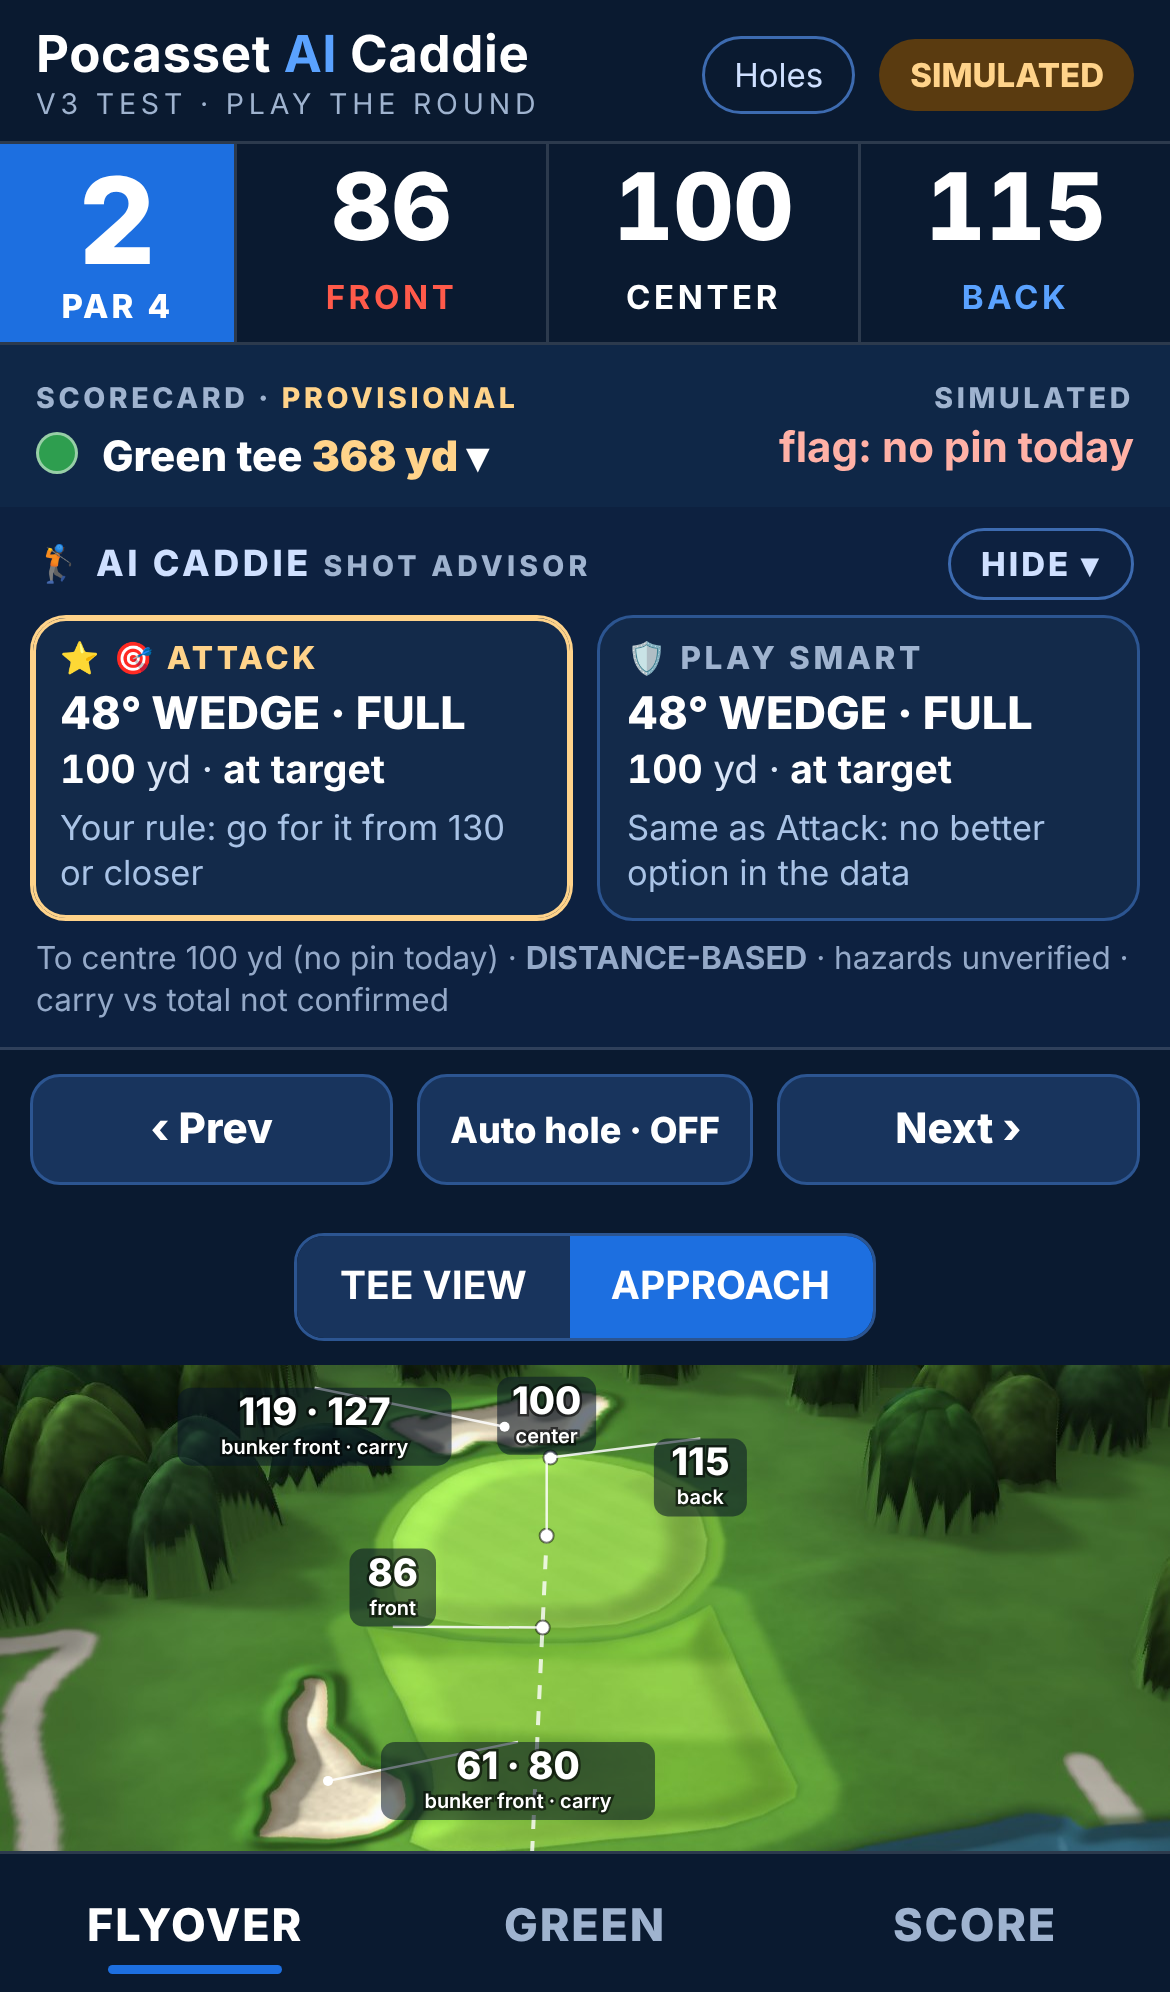 Pocasset AI Caddie
V3 TEST · PLAY THE ROUND
Holes
SIMULATED
2
PAR 4
86
FRONT
100
CENTER
115
BACK
SCORECARD · PROVISIONAL
Green tee 368 yd ▾
SIMULATED
flag: no pin today
AI CADDIE SHOT ADVISOR
HIDE ▾
ATTACK
48° WEDGE · FULL
100 yd · at target
Your rule: go for it from 130
or closer
PLAY SMART
48° WEDGE · FULL
100 yd · at target
Same as Attack: no better
option in the data
To centre 100 yd (no pin today) · DISTANCE-BASED · hazards unverified ·
carry vs total not confirmed
‹ Prev
Auto hole · OFF
Next ›
TEE VIEW
APPROACH
119 · 127
bunker front · carry
100
center
115
back
86
front
61 · 80
bunker front · carry
FLYOVER
GREEN
SCORE